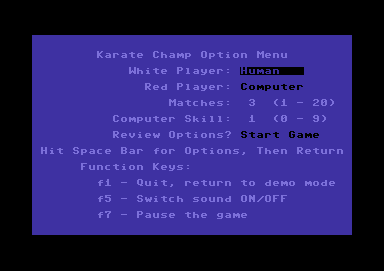 Karate Champ Option Menu
White Player: Human
Red Player: Computer
Matches: 3 (1 - 20)
Computer Skill: 1 (0 - 9)
Review Options? Start Game
Hit Space Bar for Options, Then Return
Function Keys:
f1 - Quit, return to demo mode
f5 - Switch sound ON/OFF
f7 - Pause the game